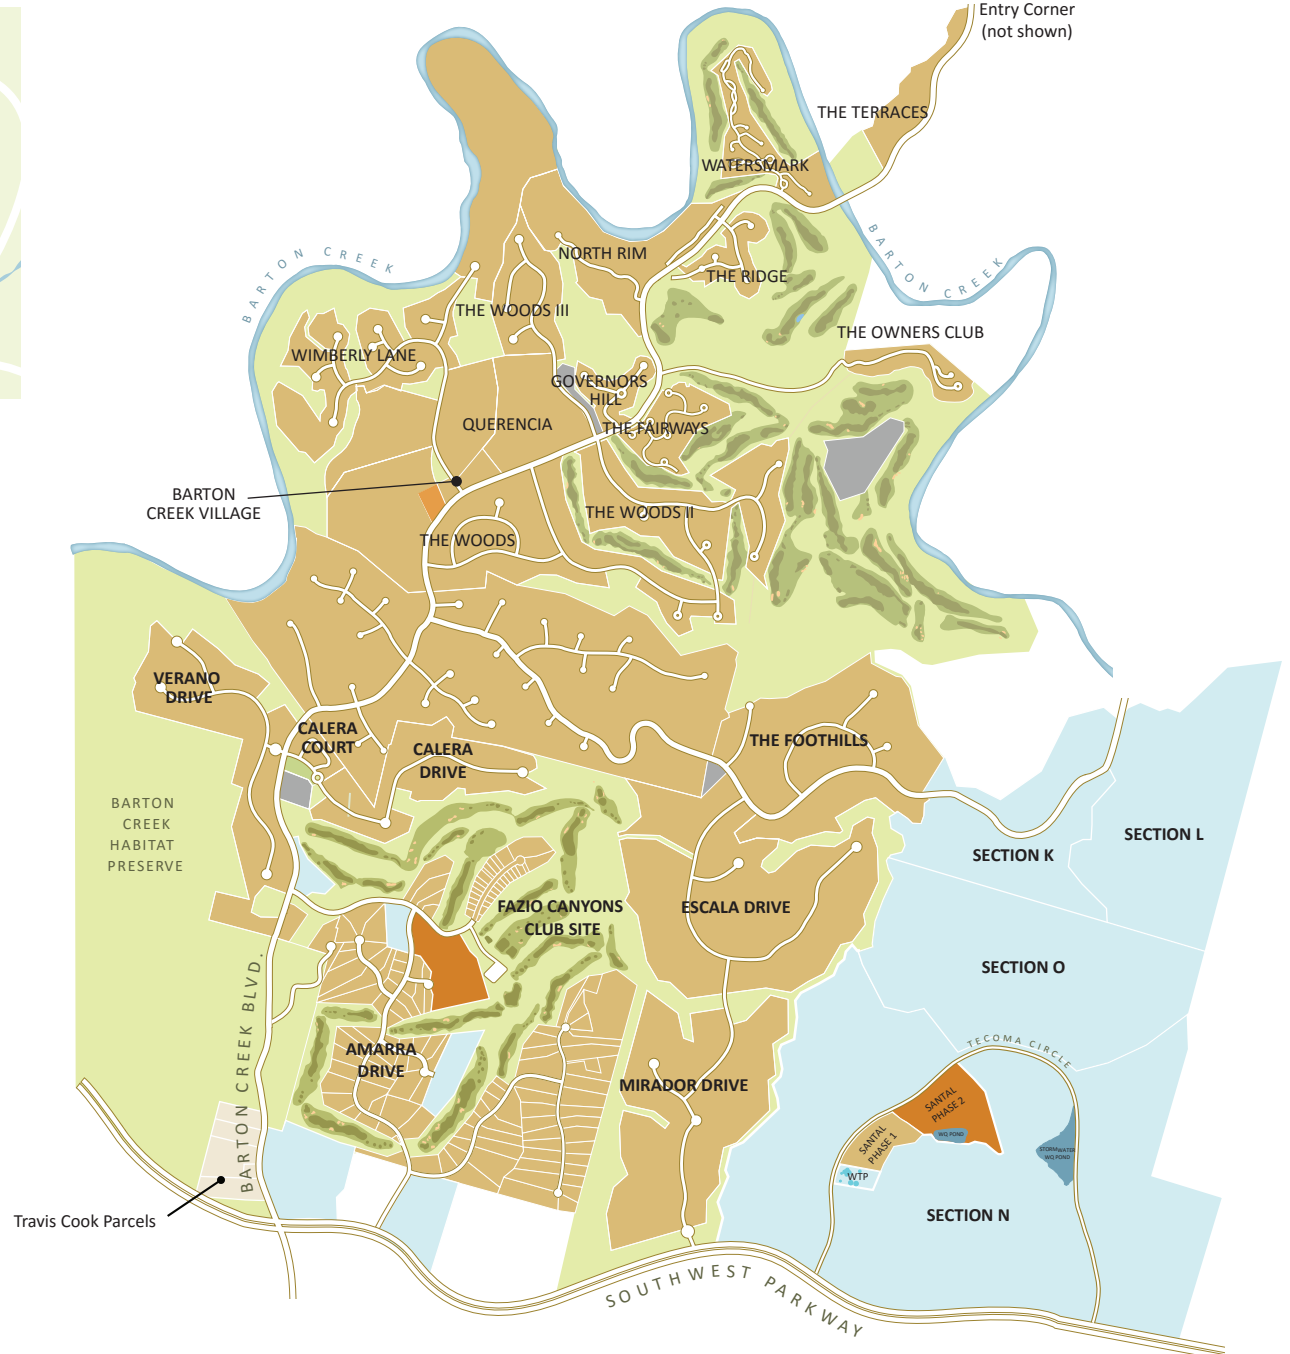 Entry Corner
(not shown)
THE TERRACES
WATERSMARK
BARTON CREEK
NORTH RIM
BARTON CREEK
THE RIDGE
THE WOODS III
THE OWNERS CLUB
WIMBERLY LANE
GOVERNORS
HILL
QUERENCIA
THE FAIRWAYS
BARTON
CREEK VILLAGE
THE WOODS II
THE WOODS
VERANO
DRIVE
CALERA
COURT
CALERA
DRIVE
THE FOOTHILLS
BARTON
CREEK
HABITAT
PRESERVE
SECTION L
SECTION K
FAZIO CANYONS
CLUB SITE
ESCALA DRIVE
SECTION O
BARTON CREEK BLVD.
AMARRA
DRIVE
MIRADOR DRIVE
TECOMA CIRCLE
SANTAL
PHASE 2
WQ POND
SANTAL
PHASE 1
STORMWATER
WQ POND
WTP
SECTION N
Travis Cook Parcels
SOUTHWEST PARKWAY